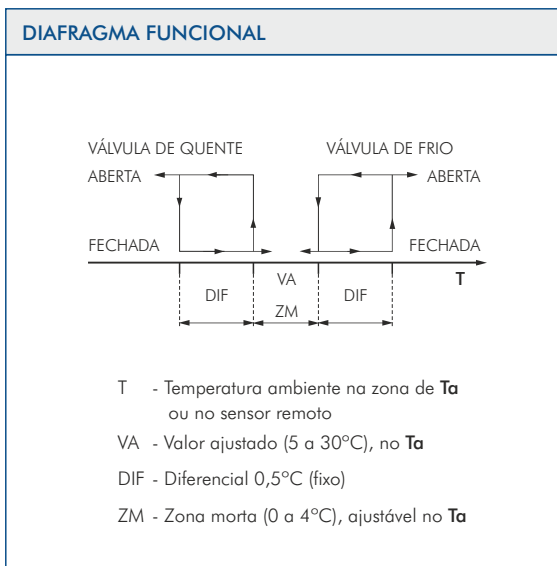 DIAFRAGMA FUNCIONAL
VÁLVULA DE QUENTE
VÁLVULA DE FRIO
ABERTA
ABERTA
FECHADA
FECHADA
VA
T
DIF
DIF
ZM
T - Temperatura ambiente na zona de Ta
ou no sensor remoto
VA - Valor ajustado (5 a 30ºC), no Ta
DIF - Diferencial 0,5ºC (fixo)
ZM - Zona morta (0 a 4ºC), ajustável no Ta